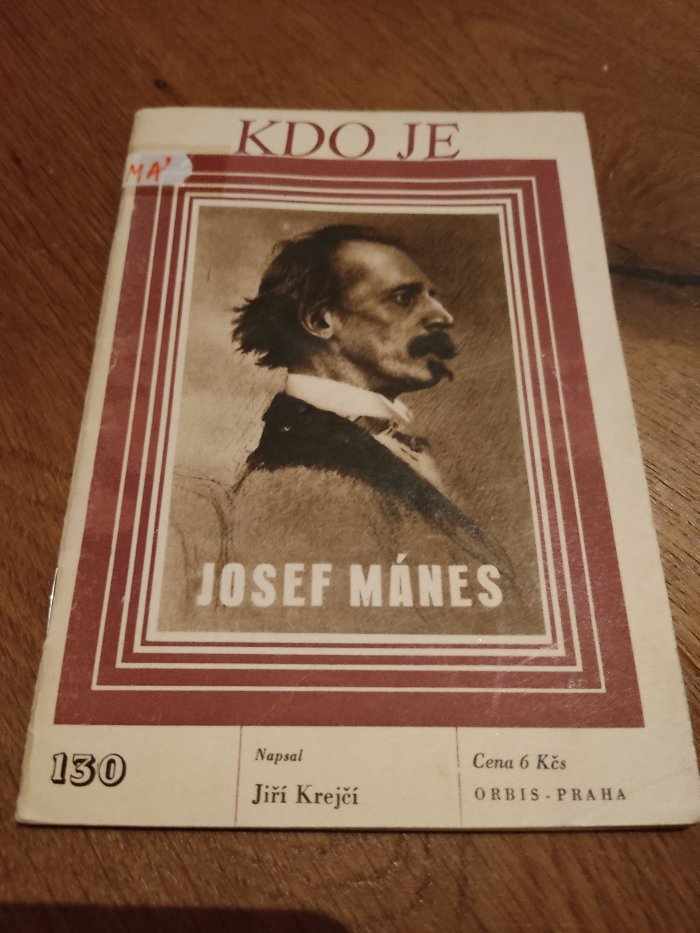 KDO JE
MA'
JOSEF MÁNES
130
Napsal
Jiří Krejčí
Cena 6 Kčs
ORBIS - PRAHA